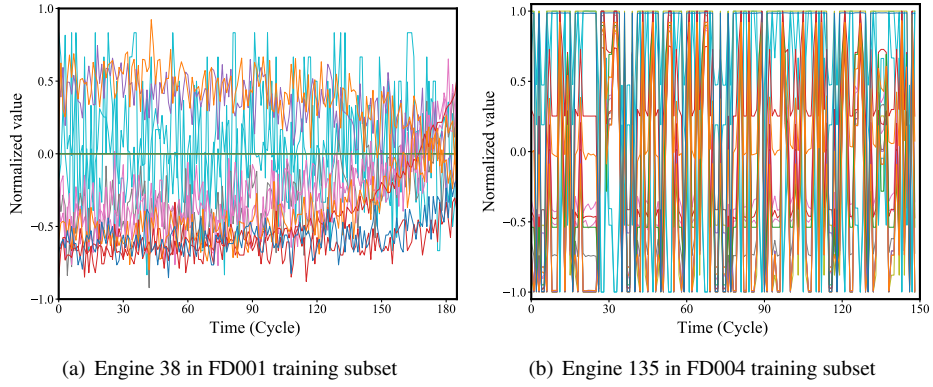 1.0
0.5
0.0
−0.5
−1.0
Normalized value
0 30 60 90 120 150 180
Time (Cycle)
(a) Engine 38 in FD001 training subset
1.0
0.5
0.0
−0.5
−1.0
Normalized value
0 30 60 90 120 150
Time (Cycle)
(b) Engine 135 in FD004 training subset